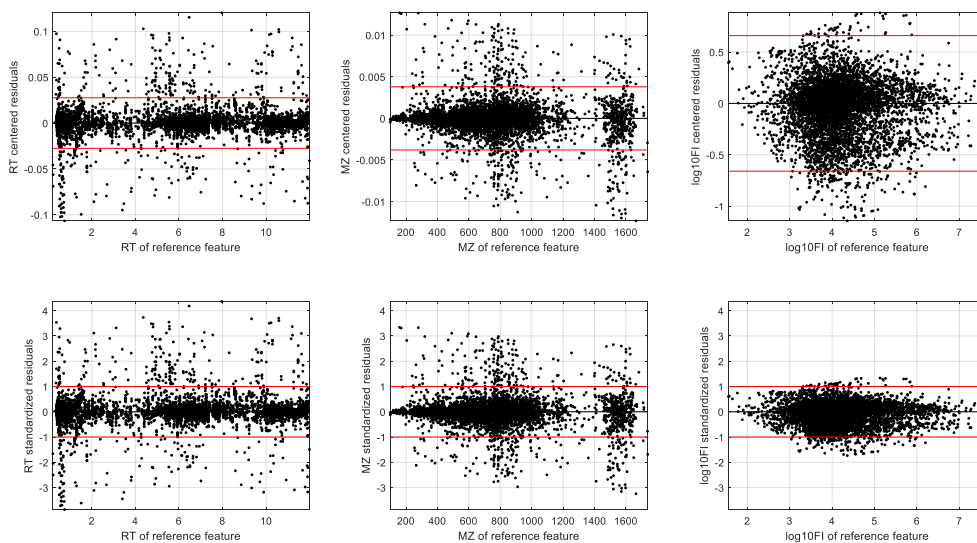 0.1
0.05
0
-0.05
-0.1
RT centered residuals
2 4 6 8 10
RT of reference feature
0.01
0.005
0
-0.005
-0.01
MZ centered residuals
200 400 600 800 1000 1200 1400 1600
MZ of reference feature
0.5
0
-0.5
-1
log10FI centered residuals
2 3 4 5 6 7
log10FI of reference feature
4
3
2
1
0
-1
-2
-3
RT standardized residuals
2 4 6 8 10
RT of reference feature
4
3
2
1
0
-1
-2
-3
MZ standardized residuals
200 400 600 800 1000 1200 1400 1600
MZ of reference feature
4
3
2
1
0
-1
-2
-3
log10FI standardized residuals
2 3 4 5 6 7
log10FI of reference feature